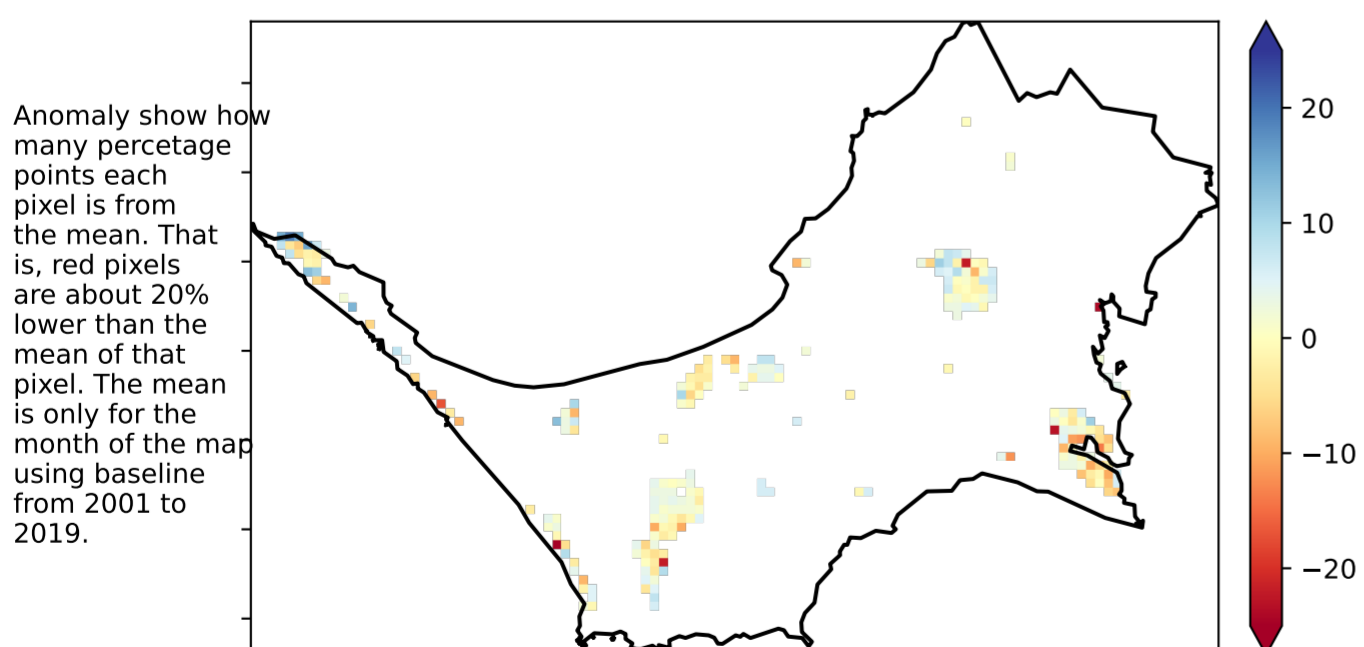 Anomaly show how
many percetage
points each
pixel is from
the mean. That
is, red pixels
are about 20%
lower than the
mean of that
pixel. The mean
is only for the
month of the map
using baseline
from 2001 to
2019.
20
10
0
−10
−20